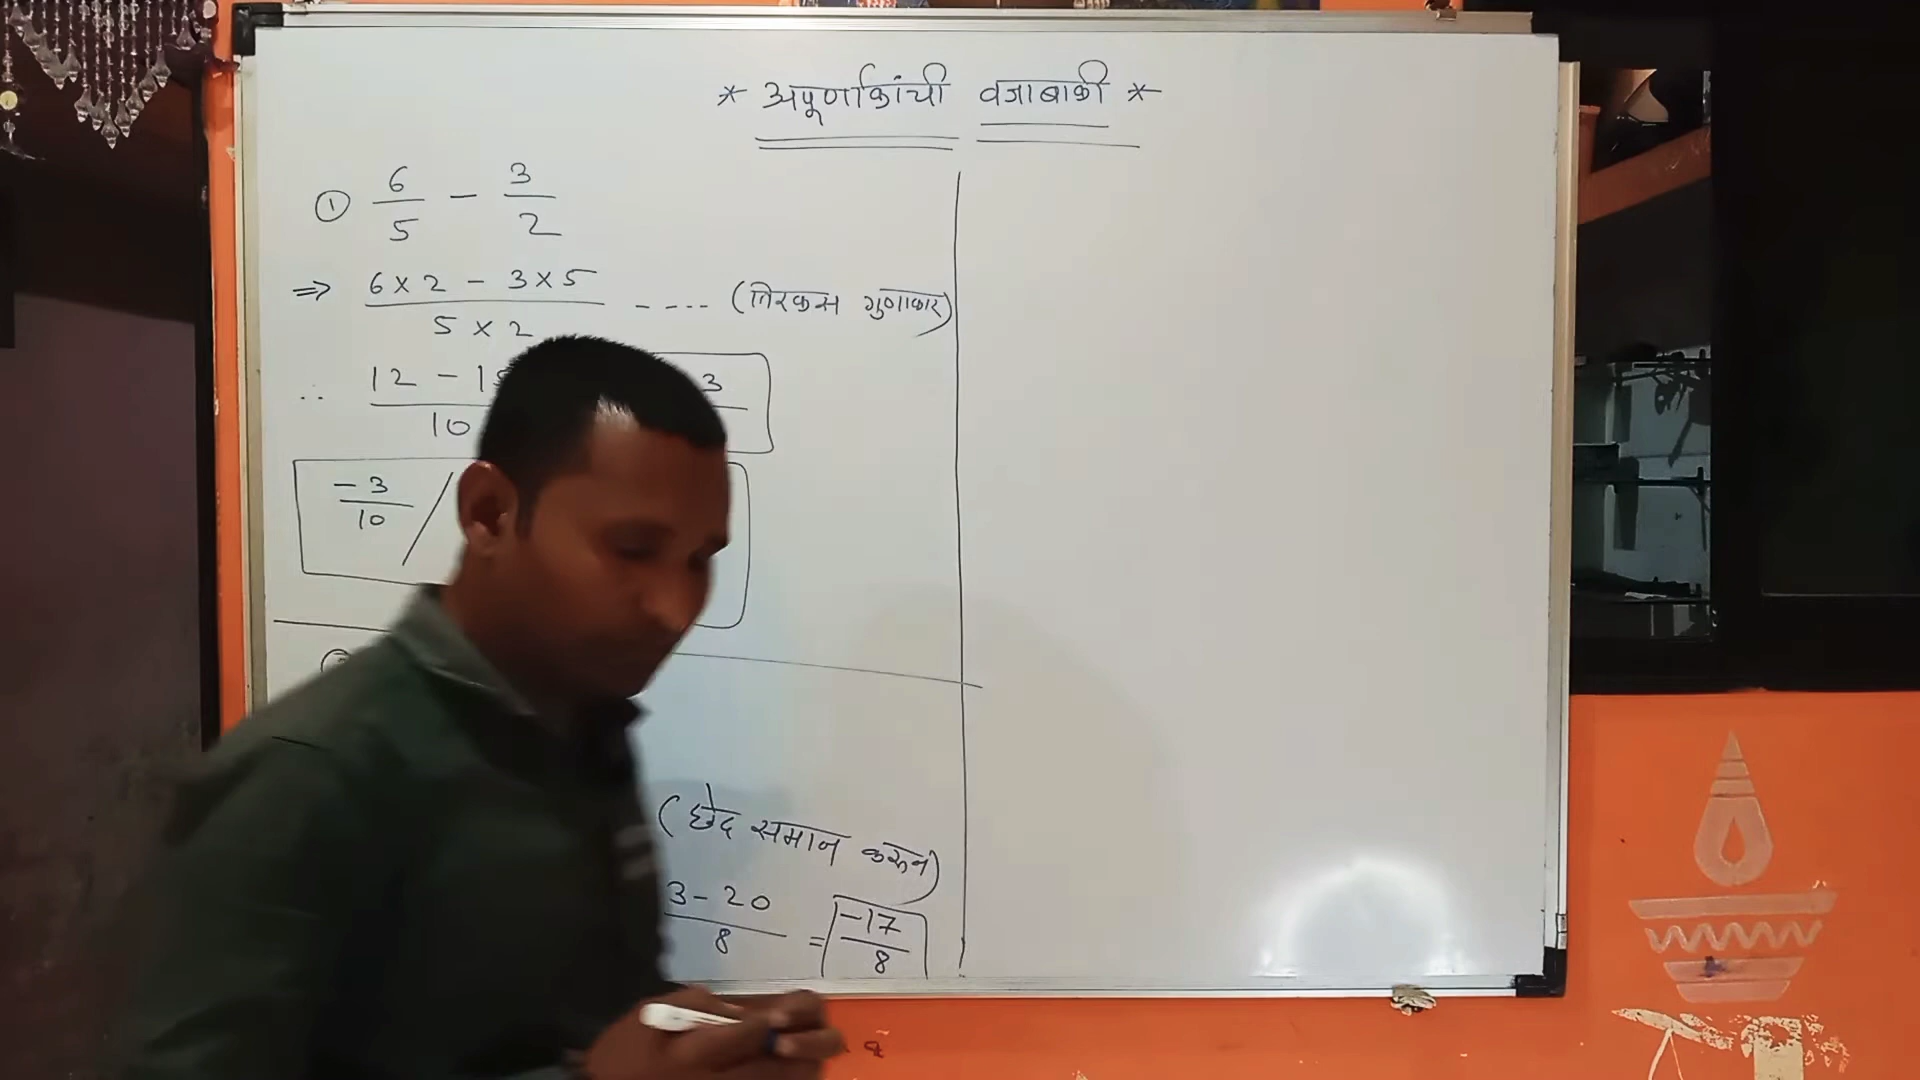 * अपूर्णाकांची वजाबाकी *
① 6/5 - 3/2
⇒ 6 x 2 - 3 x 5 / 5 x 2 ---- (तिरकस गुणाकार)
∴ 12 - 15 / 10 3
-3/10 /
(छेद समान करून)
3 - 20 / 8 = -17/8